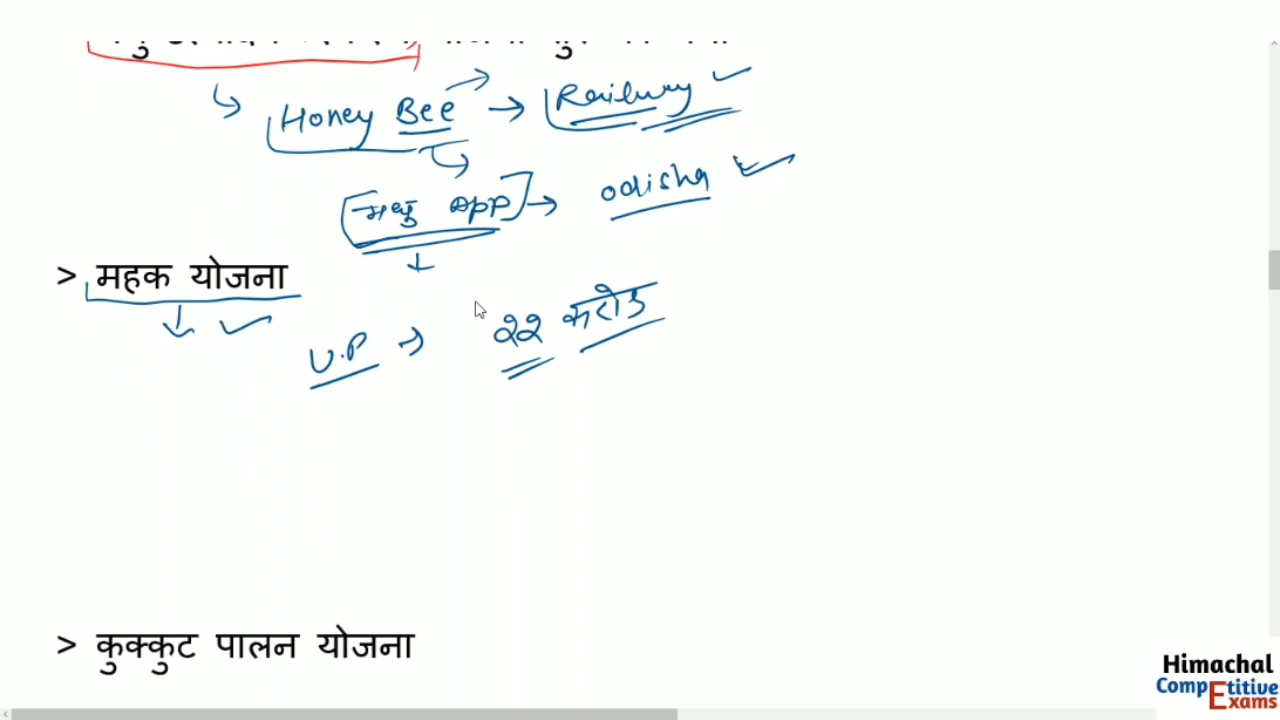 Honey Bee → Railway ✓
मधु App → odisha
> महक योजना
U.P → 22 करोड
> कुक्कुट पालन योजना
Himachal
Competitive
Exams